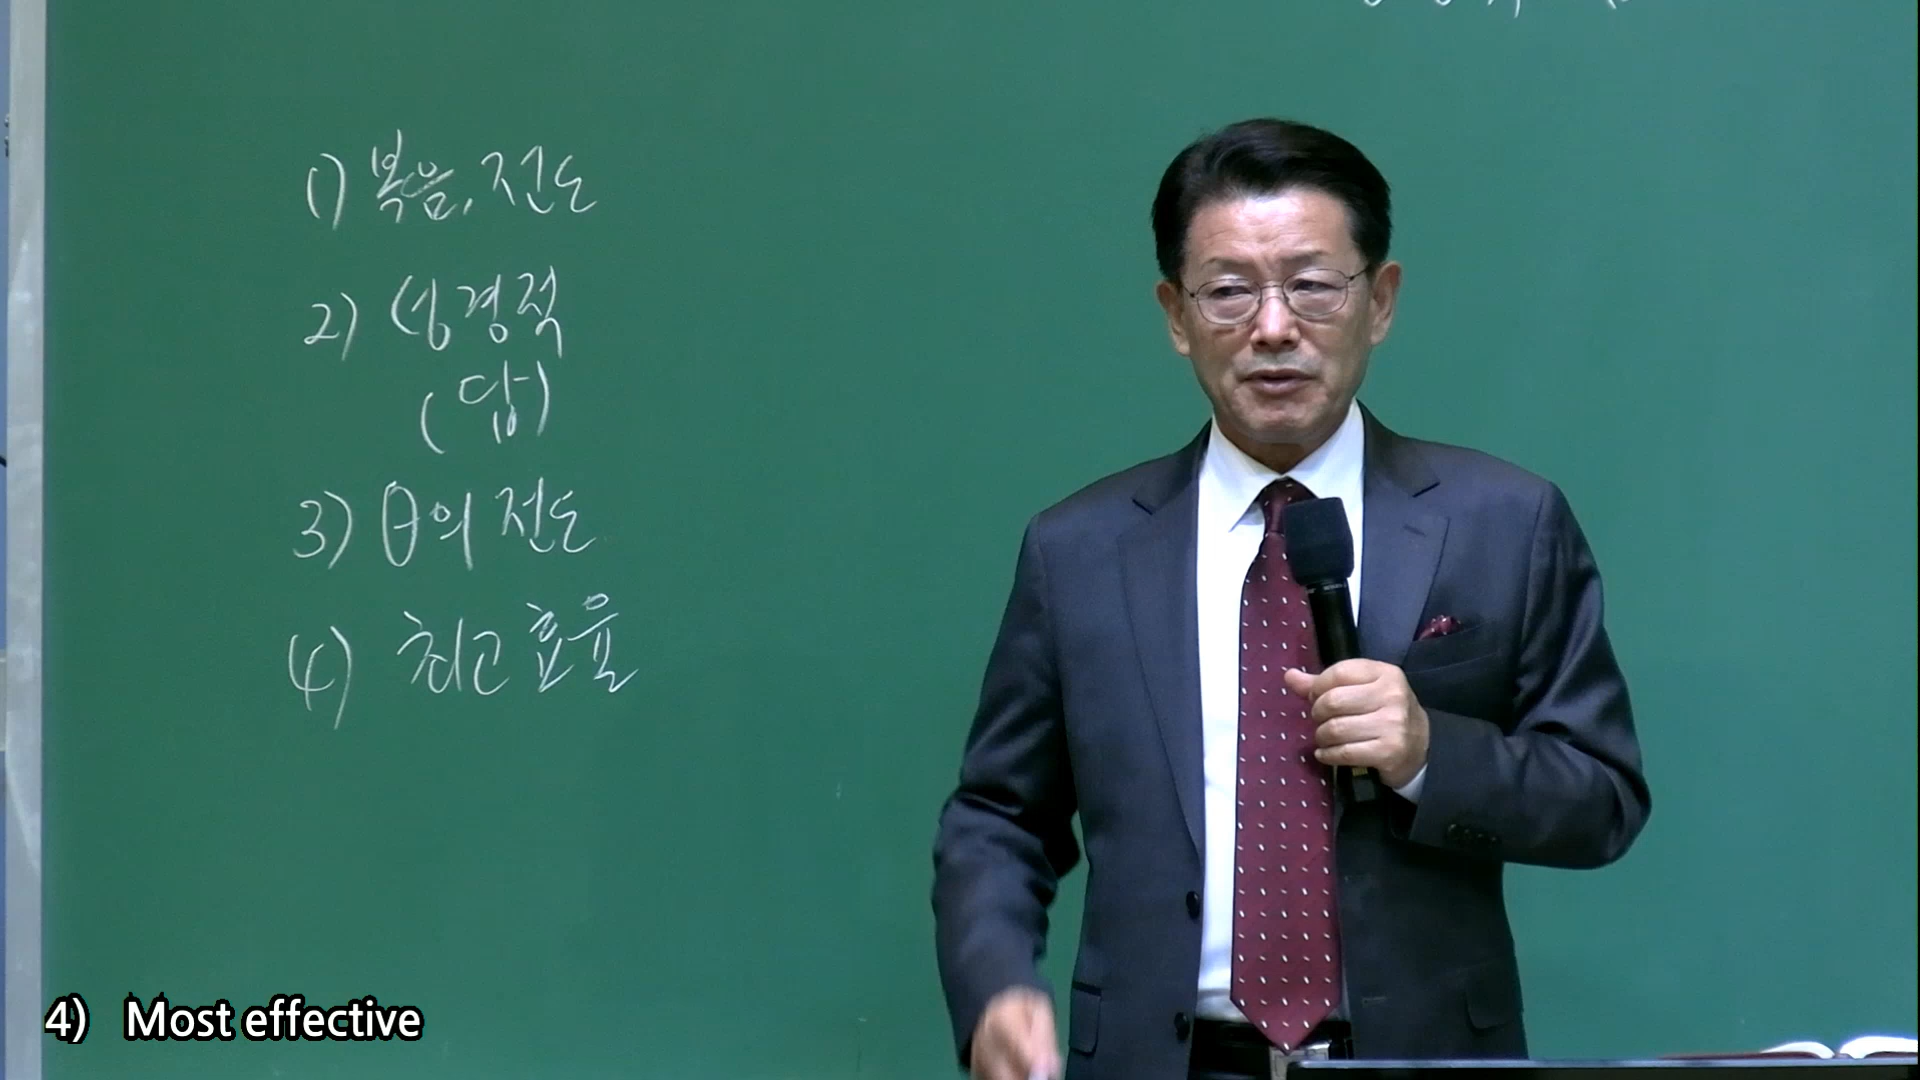 1) 복음, 전도
2) 성경적
(답)
3) θ의 전도
4) 최고 효율
4) Most effective